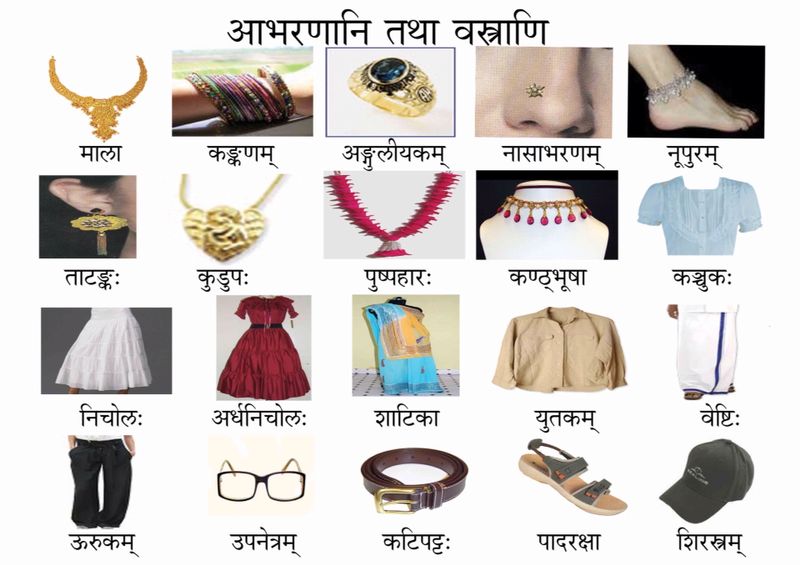 आभरणानि तथा वस्त्राणि
माला कङ्कणम् अङ्गुलीयकम् नासाभरणम् नूपुरम्
ताटङ्कः कुडुपः पुष्पहारः कण्ठ्भूषा कञ्चुकः
निचोलः अर्धनिचोलः शाटिका युतकम् वेष्टिः
ऊरुकम् उपनेत्रम् कटिपट्टः पादरक्षा शिरस्त्रम्